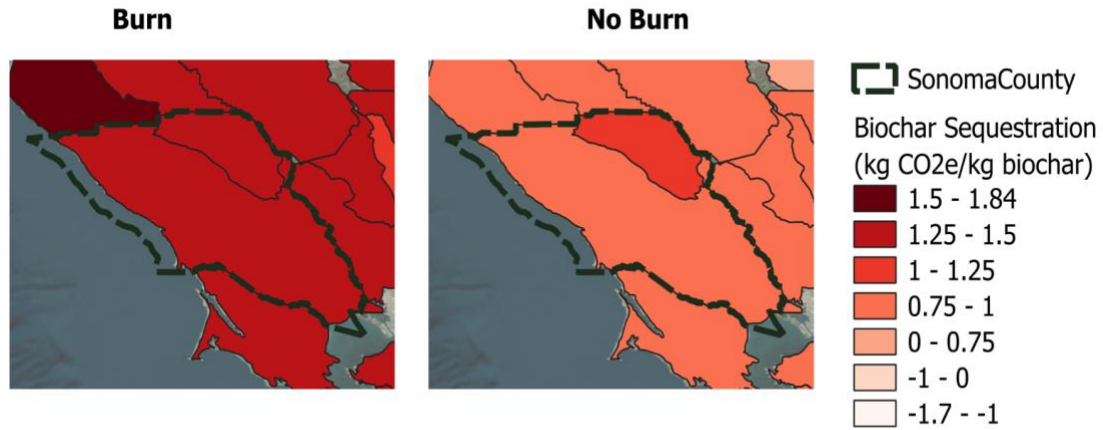 Burn
No Burn
SonomaCounty
Biochar Sequestration
(kg CO2e/kg biochar)
1.5 - 1.84
1.25 - 1.5
1 - 1.25
0.75 - 1
0 - 0.75
-1 - 0
-1.7 - -1